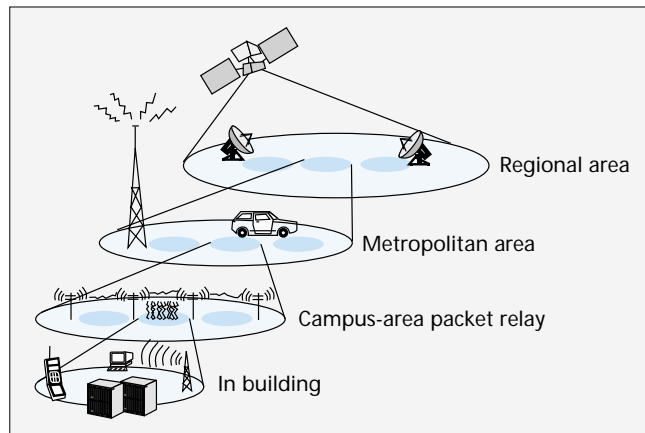 Regional area
Metropolitan area
Campus-area packet relay
In building